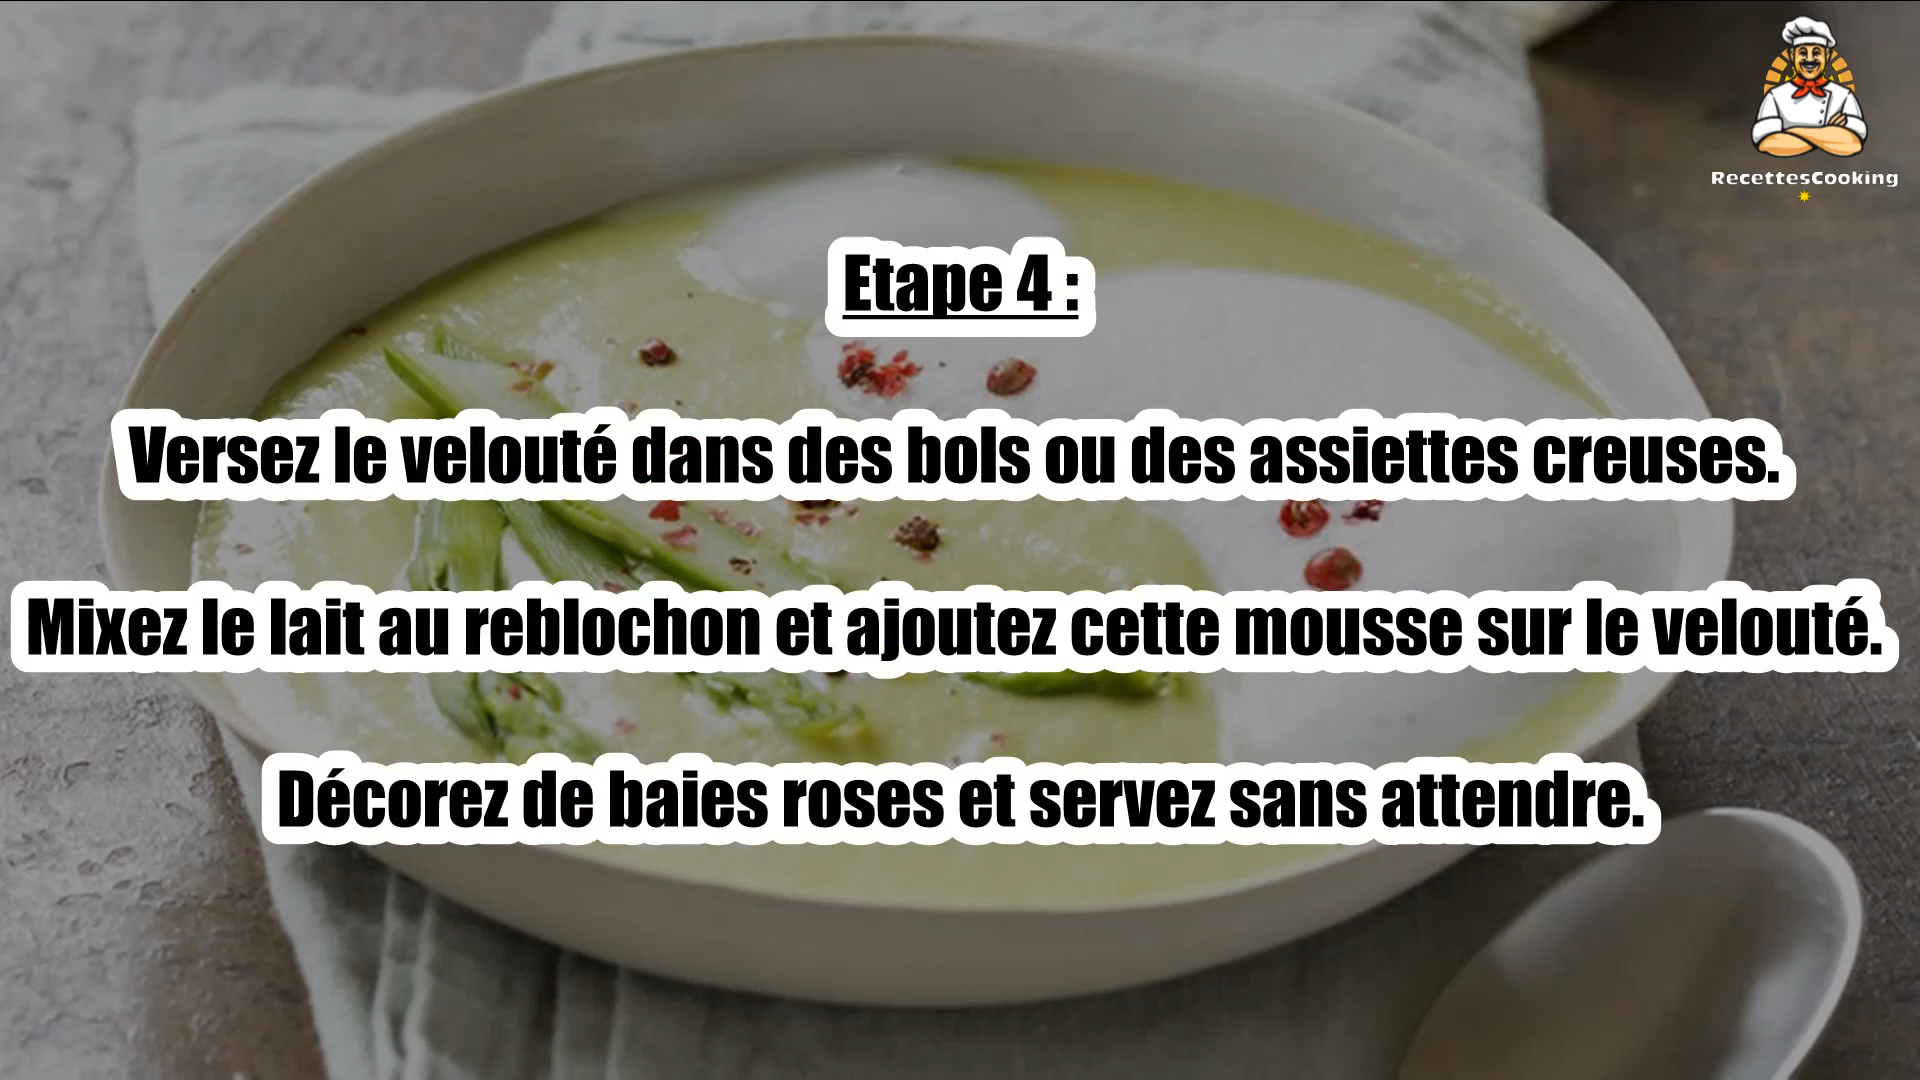 RecettesCooking
Etape 4 :
Versez le velouté dans des bols ou des assiettes creuses.
Mixez le lait au reblochon et ajoutez cette mousse sur le velouté.
Décorez de baies roses et servez sans attendre.